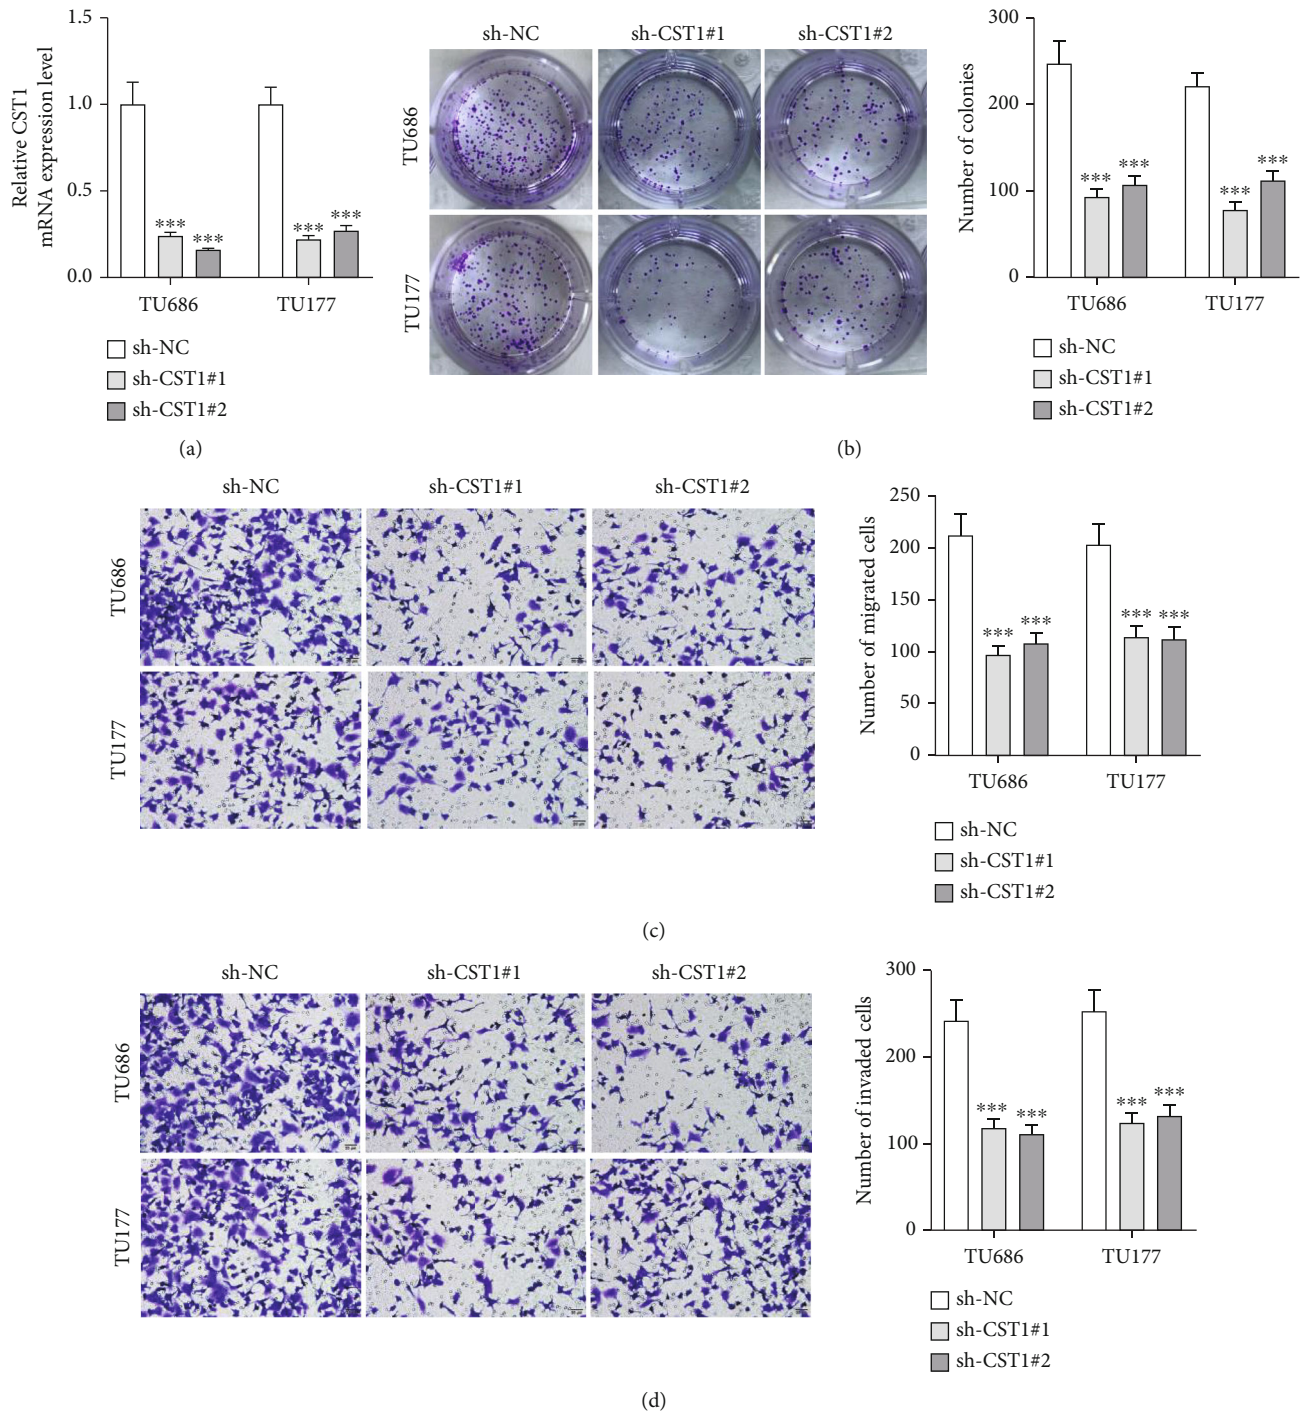 Relative CST1
mRNA expression level
1.5
1.0
0.5
0.0
*** ***
*** ***
TU686 TU177
sh-NC
sh-CST1#1
sh-CST1#2
(a)
sh-NC sh-CST1#1 sh-CST1#2
TU686
TU177
Number of colonies
300
200
100
0
*** ***
*** ***
TU686 TU177
sh-NC
sh-CST1#1
sh-CST1#2
(b)
sh-NC sh-CST1#1 sh-CST1#2
TU686
TU177
Number of migrated cells
250
200
150
100
50
0
*** ***
*** ***
TU686 TU177
sh-NC
sh-CST1#1
sh-CST1#2
(c)
sh-NC sh-CST1#1 sh-CST1#2
TU686
TU177
Number of invaded cells
300
200
100
0
*** ***
*** ***
TU686 TU177
sh-NC
sh-CST1#1
sh-CST1#2
(d)